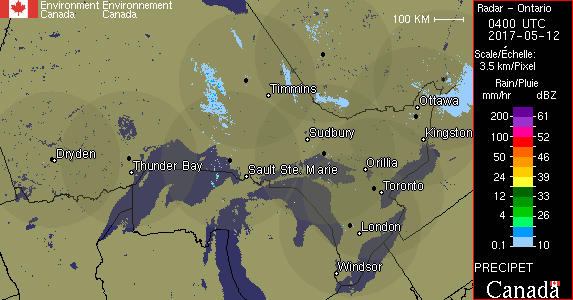 Environment Environnement
Canada Canada
100 KM
Timmins
Ottawa
Sudbury
Kingston
Dryden
Thunder Bay
Sault Ste. Marie
Orillia
Toronto
London
Windsor
Radar - Ontario
0400 UTC
2017-05-12
Scale/Échelle:
3.5 km/Pixel
Rain/Pluie
mm/hr dBZ
200 61
100 52
50 46
24 39
12 33
4 26
0.1 10
PRECIPET
Canada